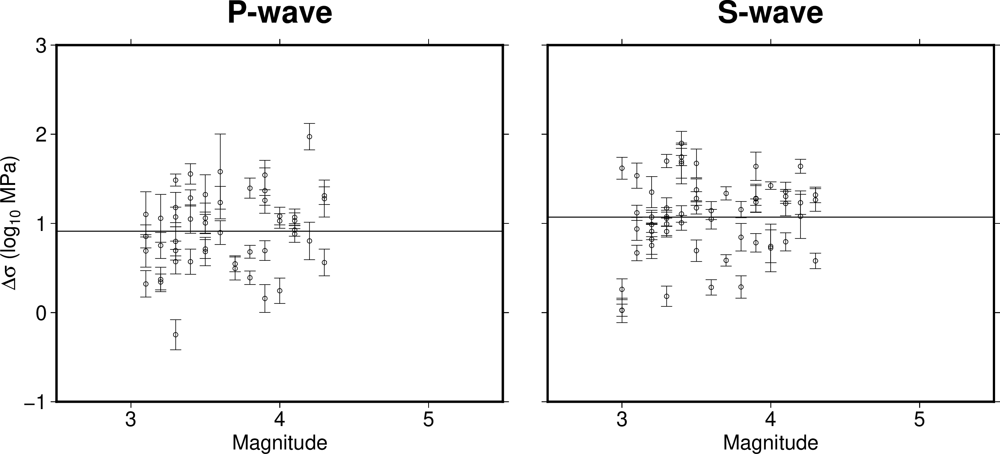 P-wave
S-wave
Δσ (log10 MPa)
3
2
1
0
−1
3 4 5
3 4 5
Magnitude
Magnitude